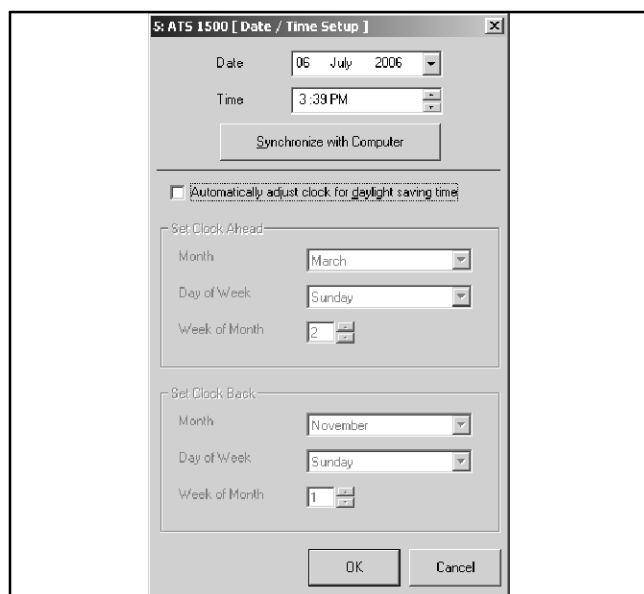 5: ATS 1500 [ Date / Time Setup ]
Date 06 July 2006
Time 3:39 PM
Synchronize with Computer
Automatically adjust clock for daylight saving time
Set Clock Ahead
Month March
Day of Week Sunday
Week of Month 2
Set Clock Back
Month November
Day of Week Sunday
Week of Month 1
OK Cancel